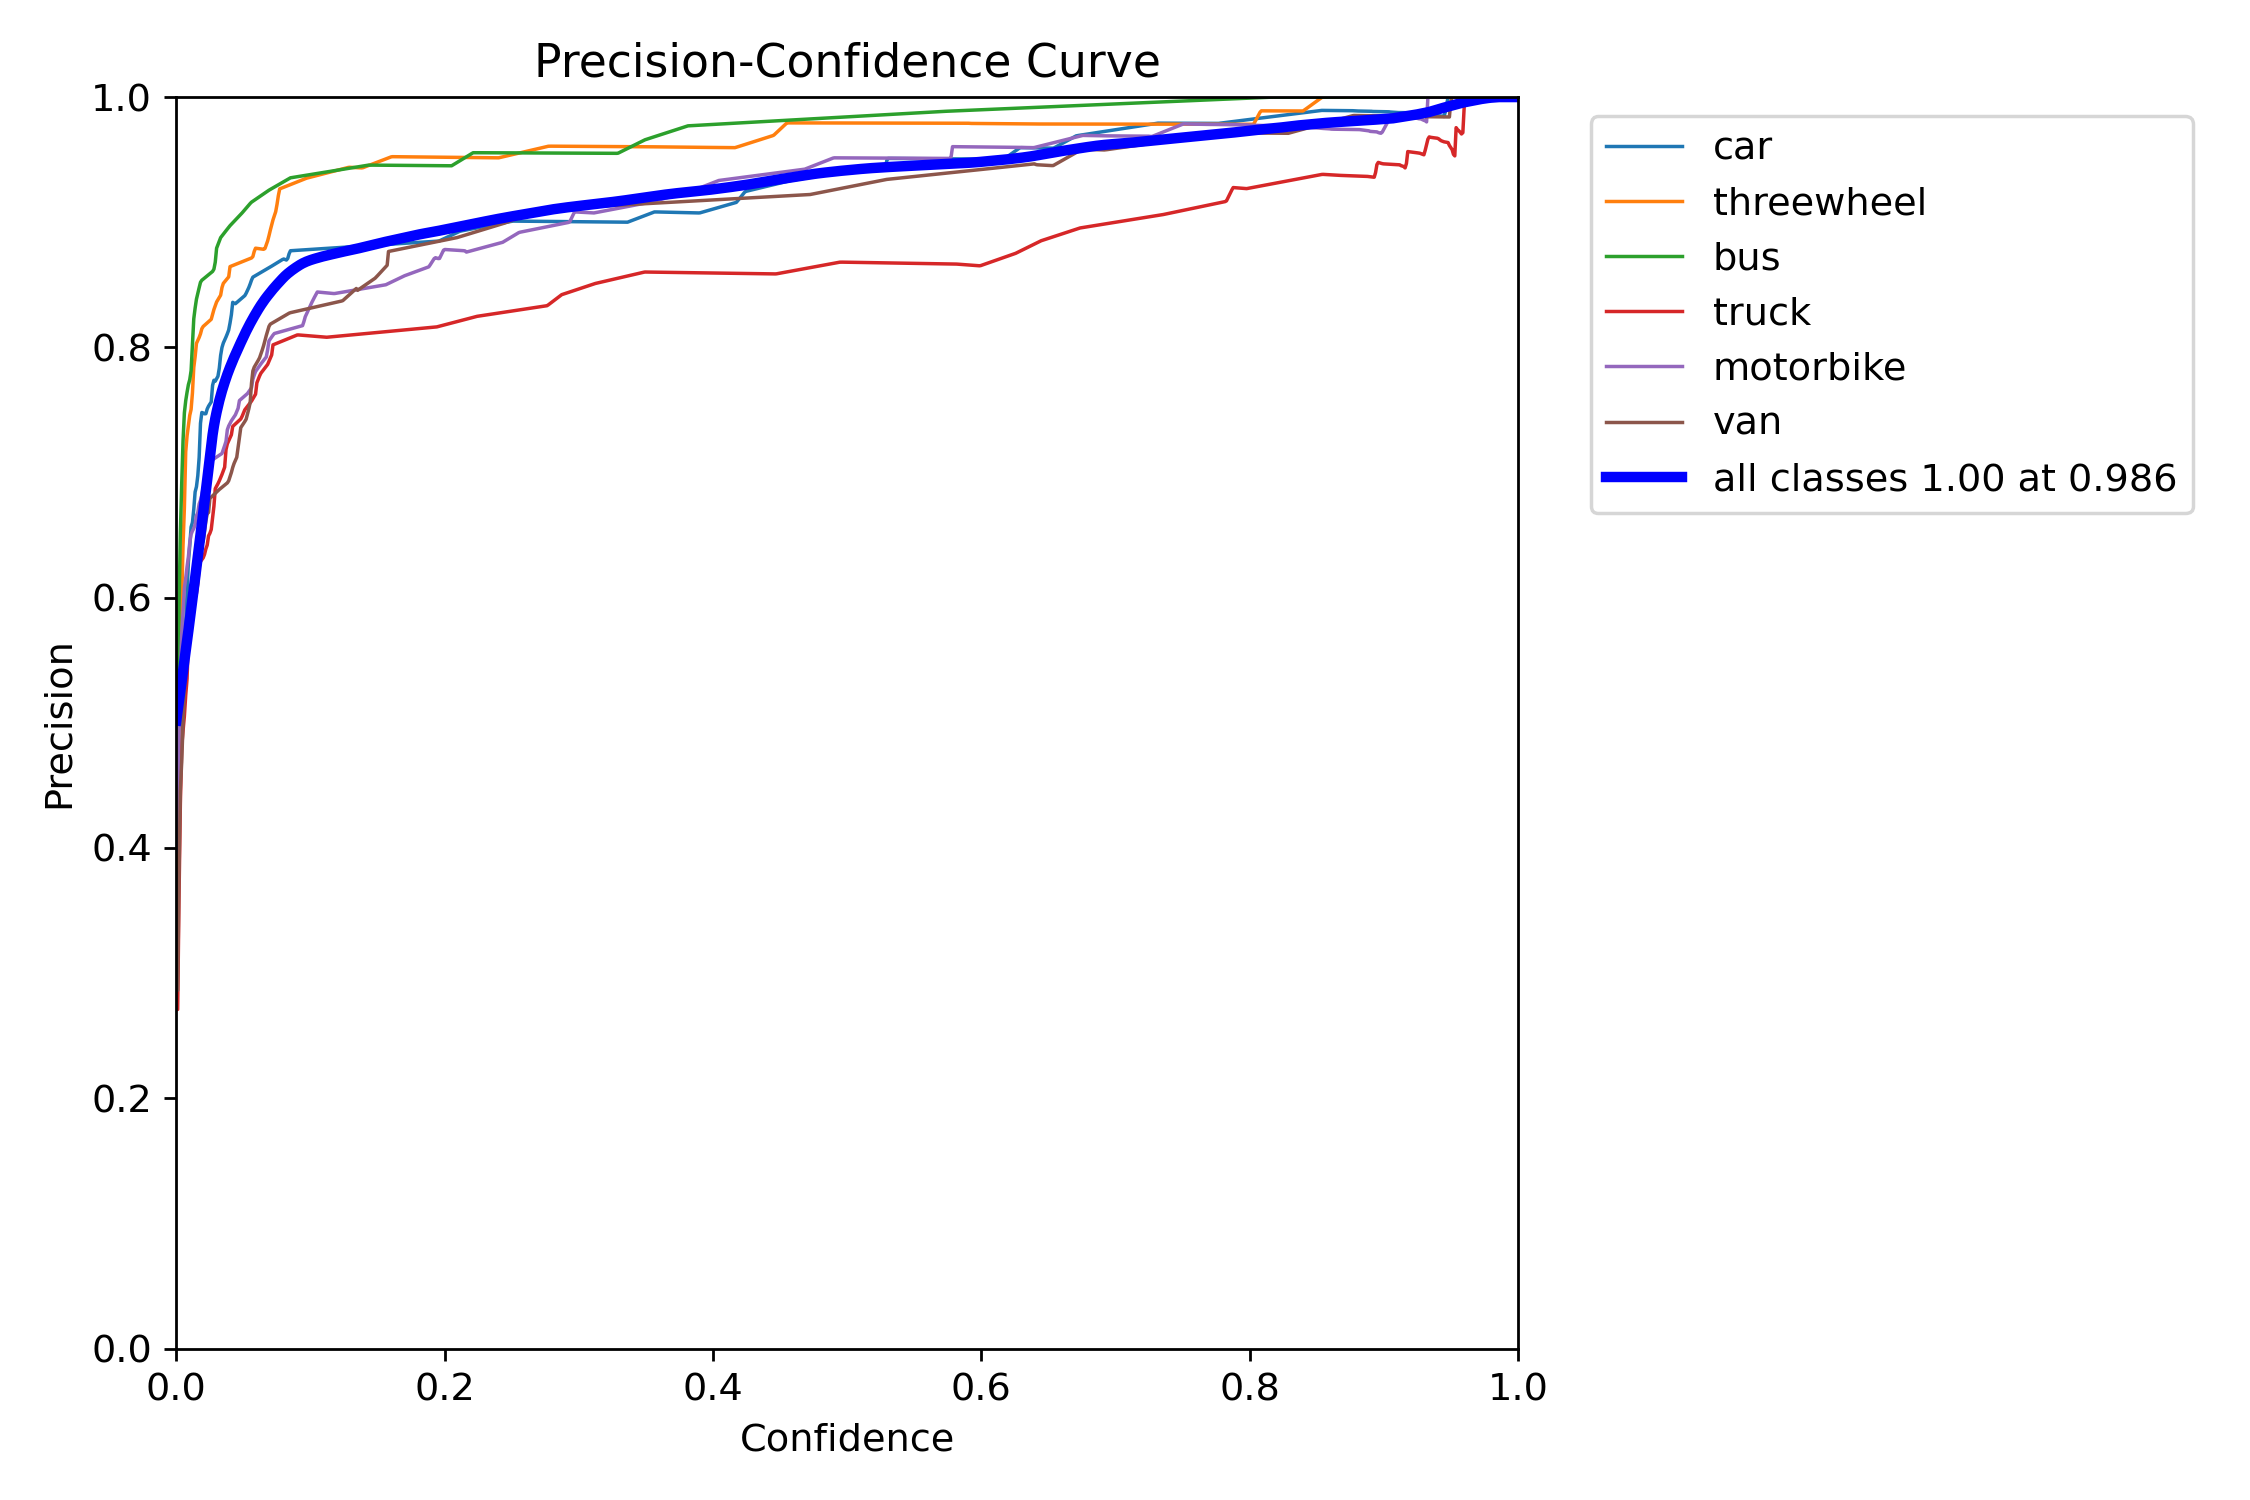 Precision-Confidence Curve
1.0
0.8
0.6
0.4
0.2
0.0
Precision
0.0 0.2 0.4 0.6 0.8 1.0
Confidence
car
threewheel
bus
truck
motorbike
van
all classes 1.00 at 0.986